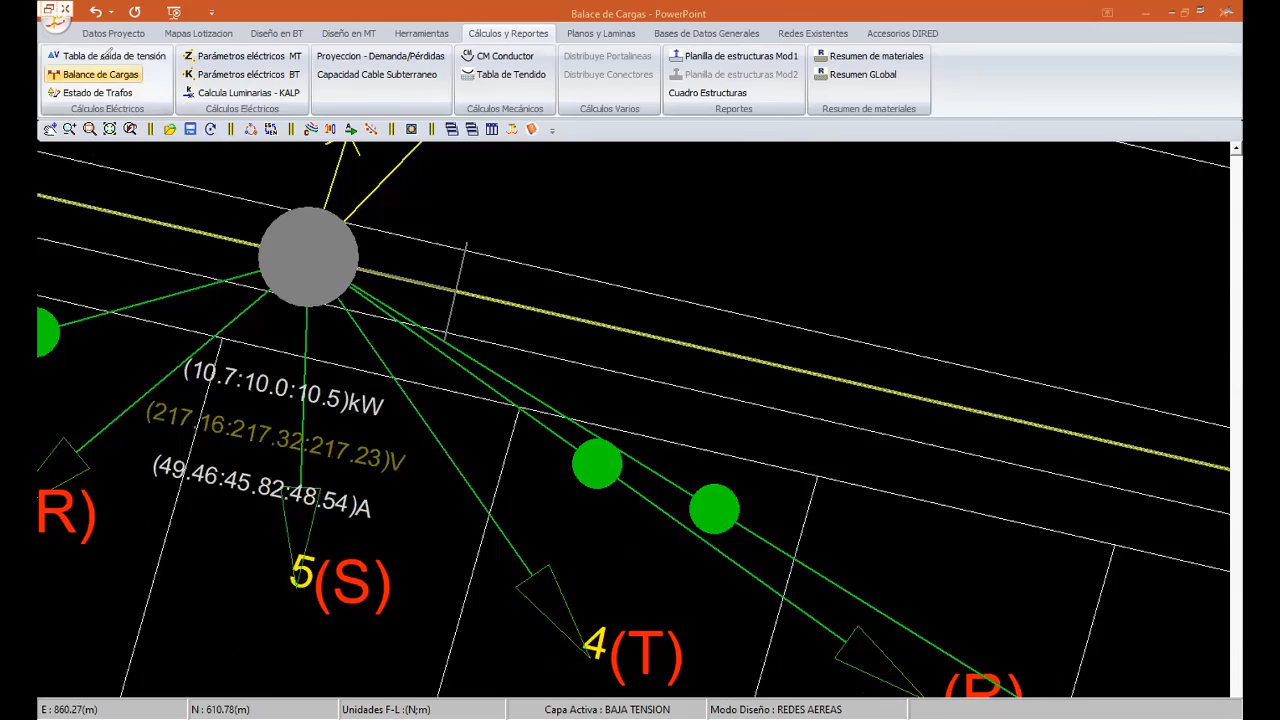 Balace de Cargas - PowerPoint
Datos Proyecto
Mapas Lotizacion
Diseño en BT
Diseño en MT
Herramientas
Cálculos y Reportes
Planos y Laminas
Bases de Datos Generales
Redes Existentes
Accesorios DIRED
Tabla de caída de tensión
Balance de Cargas
Estado de Trafos
Cálculos Eléctricos
Parámetros eléctricos MT
Parámetros eléctricos BT
Calcula Luminarias - KALP
Cálculos Eléctricos
Proyeccion - Demanda/Pérdidas
Capacidad Cable Subterraneo
CM Conductor
Tabla de Tendido
Cálculos Mecánicos
Distribuye Portalineas
Distribuye Conectores
Cálculos Varios
Planilla de estructuras Mod1
Planilla de estructuras Mod2
Cuadro Estructuras
Reportes
Resumen de materiales
Resumen GLobal
Resumen de materiales
(10.7:10.0:10.5)kW
(217.16:217.32:217.23)V
(49.46:45.82:48.54)A
R)
5(S)
4(T)
(R)
E : 860.27(m)
N : 610.78(m)
Unidades F-L :(N;m)
Capa Activa : BAJA TENSION
Modo Diseño : REDES AEREAS